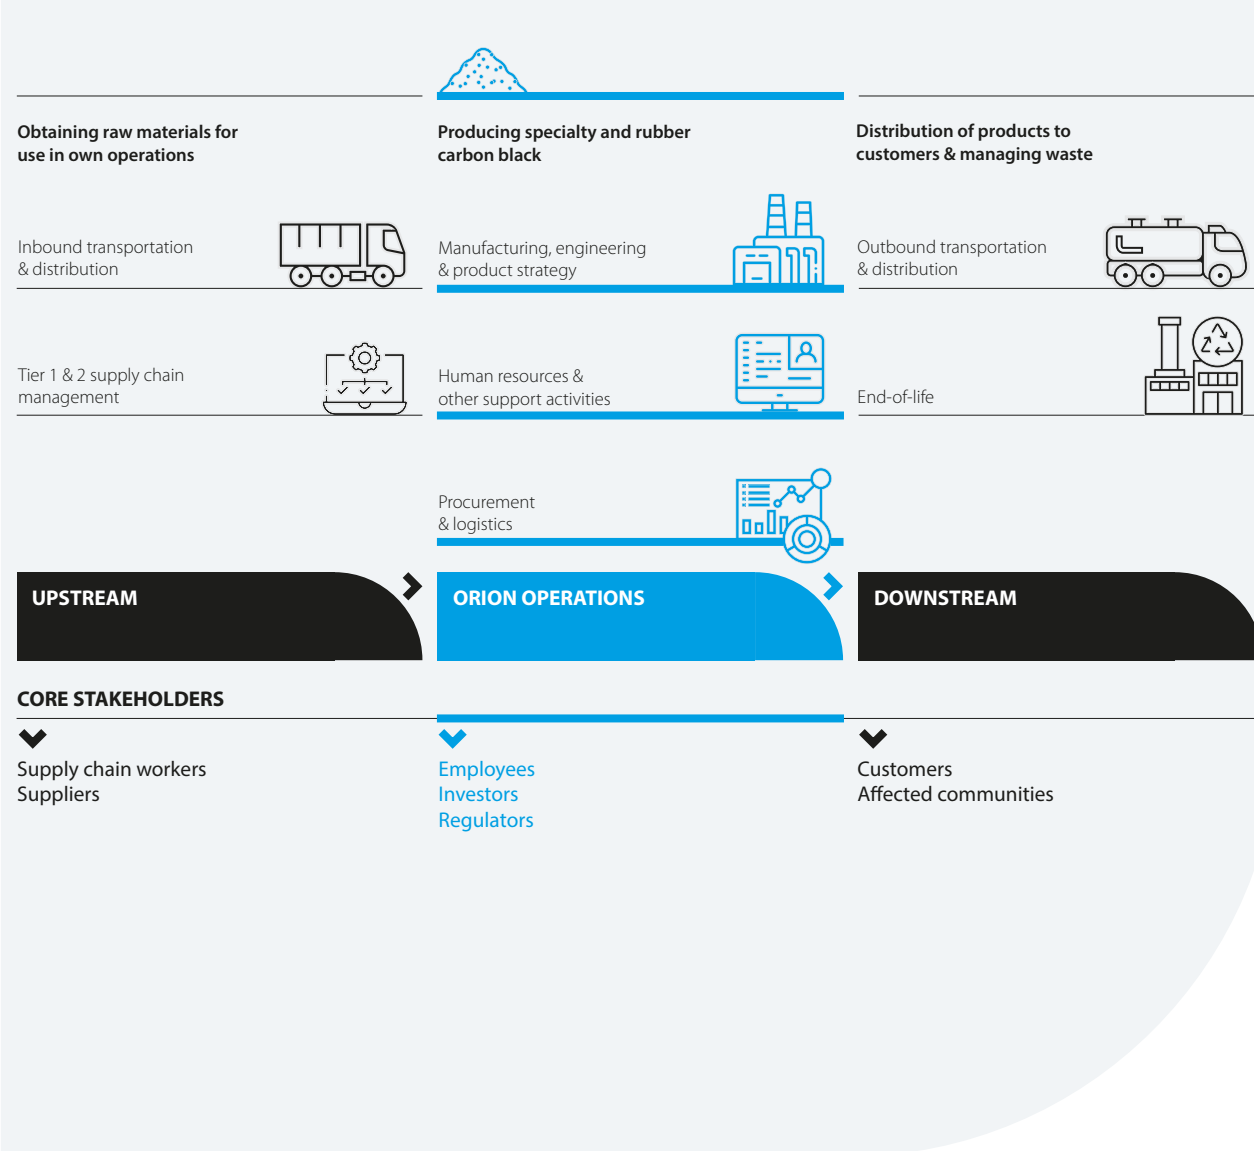 Obtaining raw materials for
use in own operations
Inbound transportation
& distribution
Tier 1 & 2 supply chain
management
Producing specialty and rubber
carbon black
Manufacturing, engineering
& product strategy
Human resources &
other support activities
Procurement
& logistics
Distribution of products to
customers & managing waste
Outbound transportation
& distribution
End-of-life
UPSTREAM
ORION OPERATIONS
DOWNSTREAM
CORE STAKEHOLDERS
Supply chain workers
Suppliers
Employees
Investors
Regulators
Customers
Affected communities